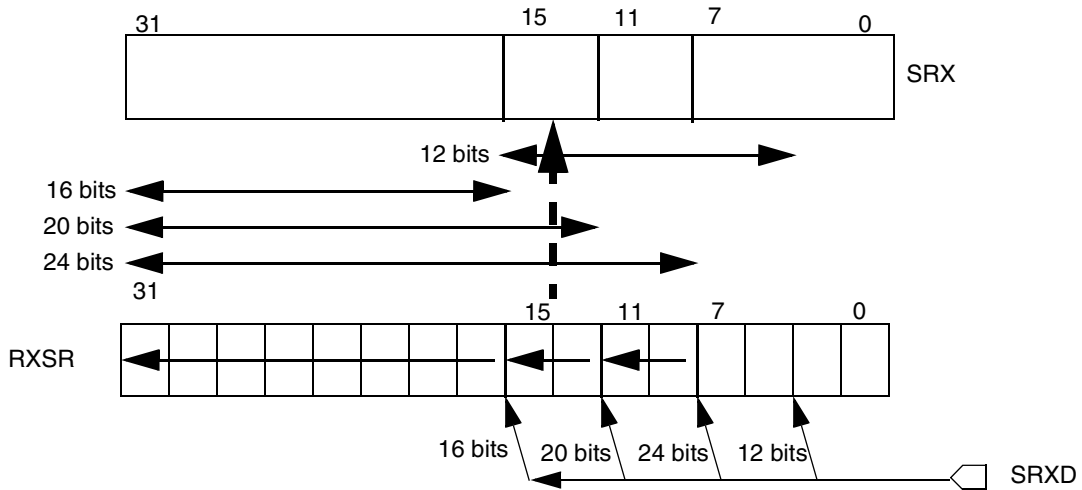 31 15 11 7 0
SRX
12 bits
16 bits
20 bits
24 bits
31
15 11 7 0
RXSR
16 bits 20 bits 24 bits 12 bits
SRXD